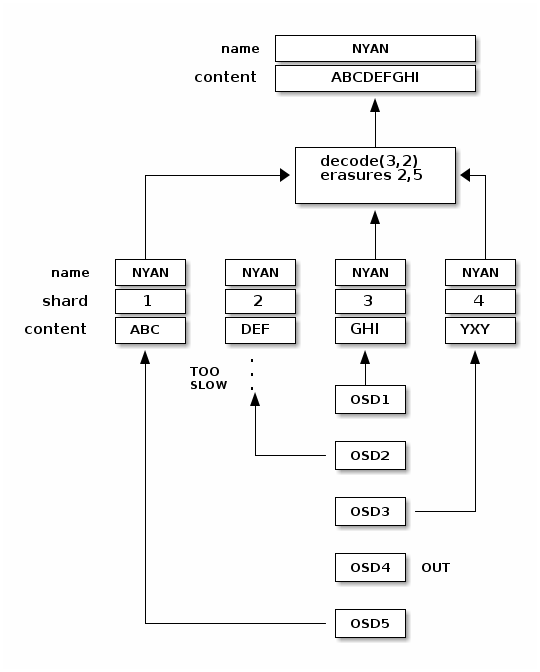 name NYAN
content ABCDEFGHI
decode(3,2)
erasures 2,5
name NYAN NYAN NYAN NYAN
shard 1 2 3 4
content ABC DEF GHI YXY
TOO
SLOW
OSD1
OSD2
OSD3
OSD4 OUT
OSD5